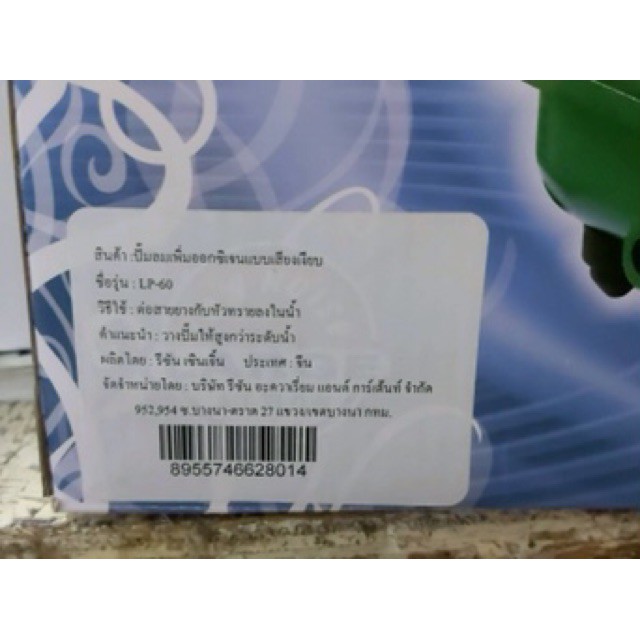 สินค้า :ปั๊มลมเพิ่มออกซิเจนแบบเสียงเงียบ
ชื่อรุ่น : LP-60
วิธีใช้ : ต่อสายยางกับหัวทรายลงในน้ำ
คำแนะนำ : วางปั๊มให้สูงกว่าระดับน้ำ
ผลิตโดย : รีซัน เซินเจิ้น ประเทศ : จีน
จัดจำหน่ายโดย : บริษัท รีซัน อะควาเรี่ยม แอนด์ การ์เด้นท์ จำกัด
952,954 ซ.บางนา-ตราด 27 แขวง/เขตบางนา กทม.
8955746628014